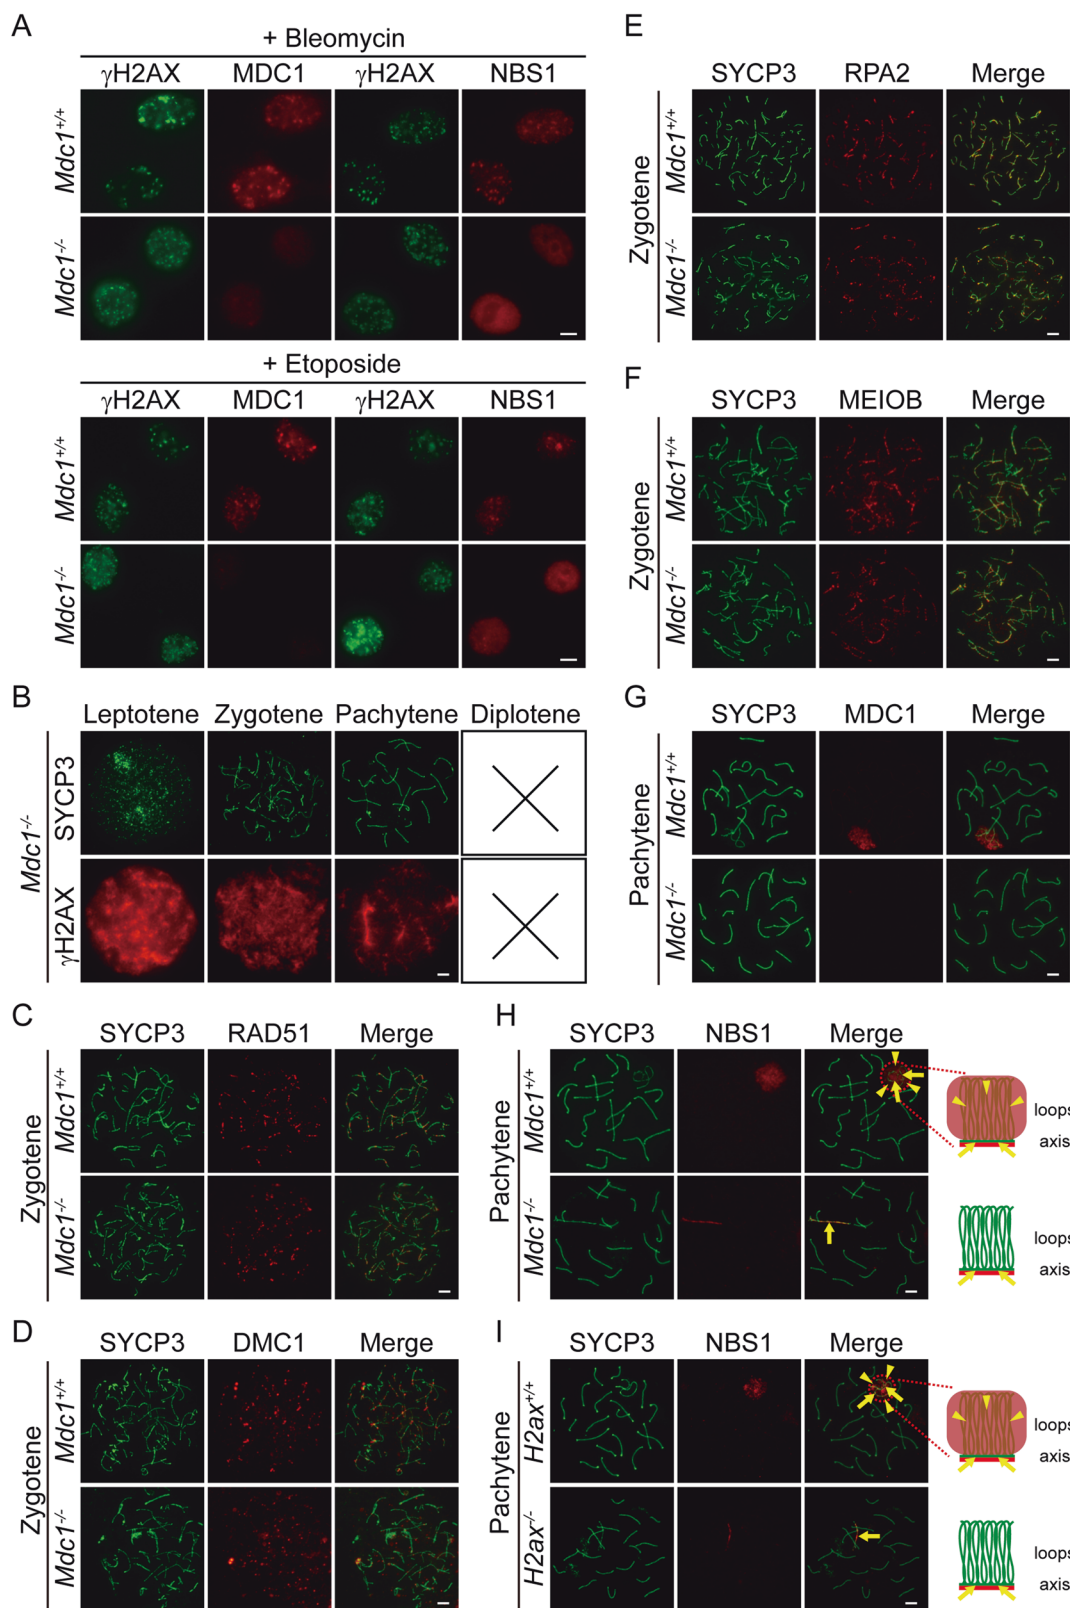 A
+ Bleomycin
γH2AX MDC1 γH2AX NBS1
Mdc1+/+
Mdc1-/-
+ Etoposide
γH2AX MDC1 γH2AX NBS1
Mdc1+/+
Mdc1-/-
B
Leptotene Zygotene Pachytene Diplotene
Mdc1-/-
SYCP3
γH2AX
C
SYCP3 RAD51 Merge
Zygotene
Mdc1+/+
Mdc1-/-
D
SYCP3 DMC1 Merge
Zygotene
Mdc1+/+
Mdc1-/-
E
SYCP3 RPA2 Merge
Zygotene
Mdc1+/+
Mdc1-/-
F
SYCP3 MEIOB Merge
Zygotene
Mdc1+/+
Mdc1-/-
G
SYCP3 MDC1 Merge
Pachytene
Mdc1+/+
Mdc1-/-
H
SYCP3 NBS1 Merge
Pachytene
Mdc1+/+
loops
axis
Mdc1-/-
loops
axis
I
SYCP3 NBS1 Merge
Pachytene
H2ax+/+
loops
axis
H2ax-/-
loops
axis